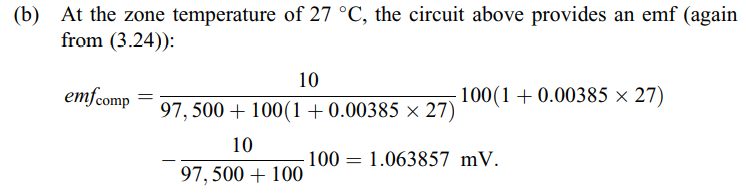 (b) At the zone temperature of 27 °C, the circuit above provides an emf (again
from (3.24)):
emf_comp = 10 / (97, 500 + 100(1 + 0.00385 × 27)) 100(1 + 0.00385 × 27)
− 10 / (97, 500 + 100) 100 = 1.063857 mV.